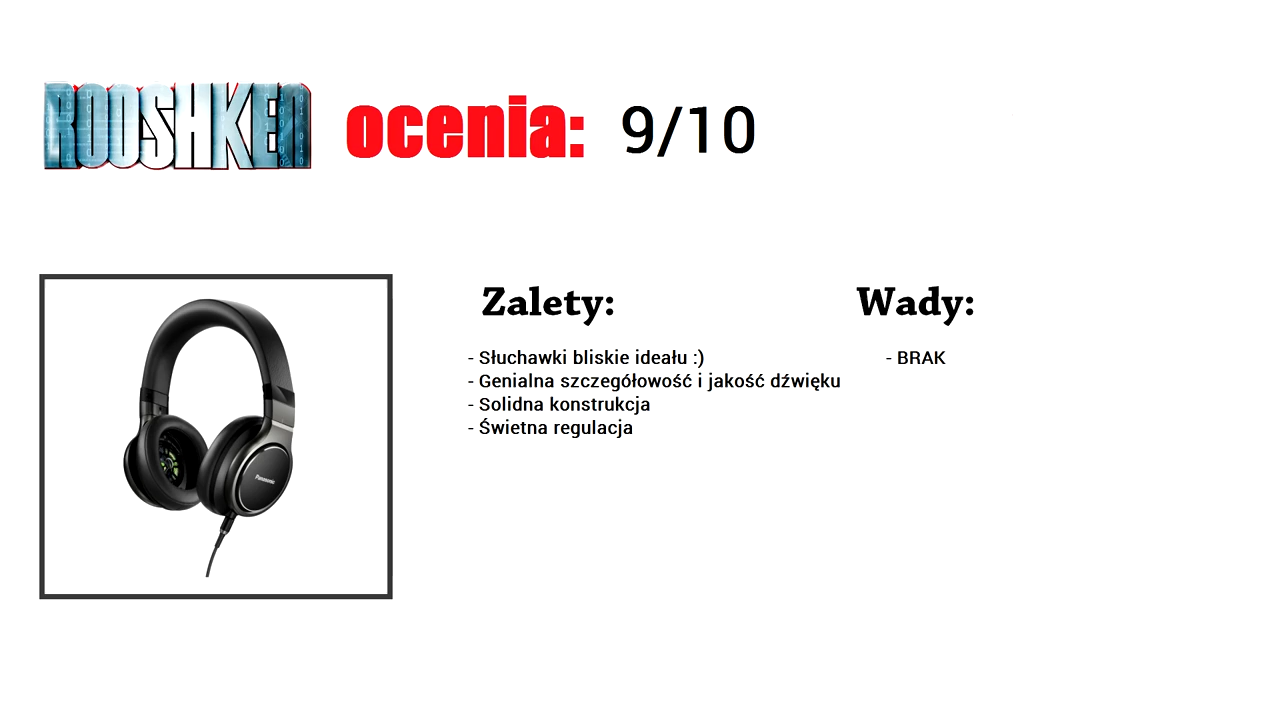 ROOSHKEN ocenia: 9/10
Zalety:
- Słuchawki bliskie ideału :)
- Genialna szczegółowość i jakość dźwięku
- Solidna konstrukcja
- Świetna regulacja
Wady:
- BRAK
Panasonic